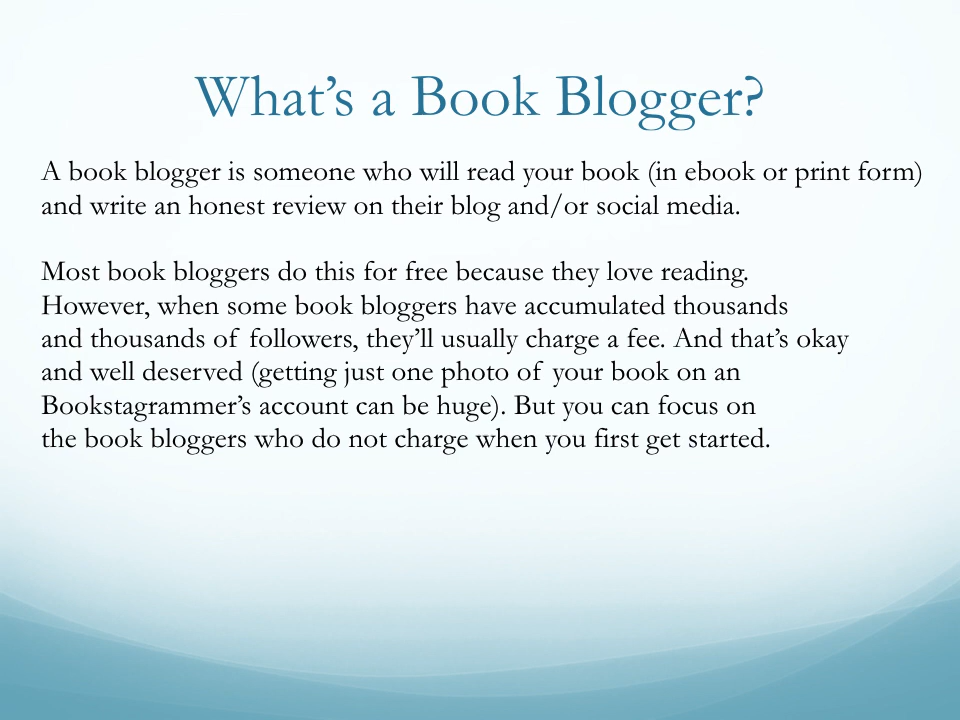 What’s a Book Blogger?
A book blogger is someone who will read your book (in ebook or print form)
and write an honest review on their blog and/or social media.
Most book bloggers do this for free because they love reading.
However, when some book bloggers have accumulated thousands
and thousands of followers, they’ll usually charge a fee. And that’s okay
and well deserved (getting just one photo of your book on an
Bookstagrammer’s account can be huge). But you can focus on
the book bloggers who do not charge when you first get started.